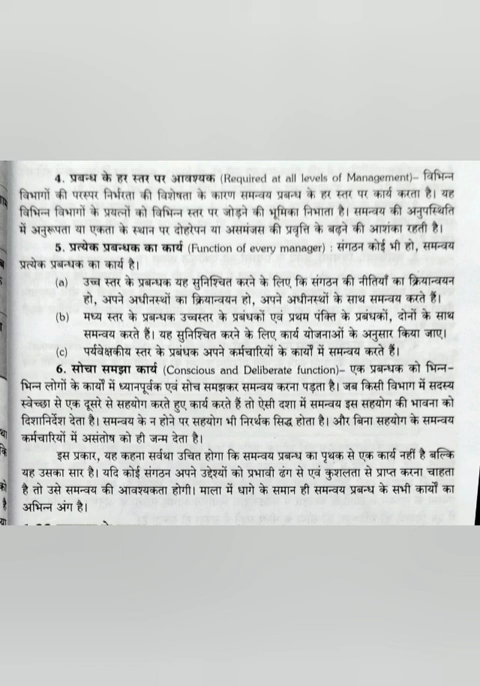 4. प्रबन्ध के हर स्तर पर आवश्यक (Required at all levels of Management)– विभिन्न
विभागों की परस्पर निर्भरता की विशेषता के कारण समन्वय प्रबन्ध के हर स्तर पर कार्य करता है। यह
विभिन्न विभागों के प्रयत्नों को विभिन्न स्तर पर जोड़ने की भूमिका निभाता है। समन्वय की अनुपस्थिति
में अनुरूपता या एकता के स्थान पर दोहरेपन या असमंजस की प्रवृत्ति के बढ़ने की आशंका रहती है।
5. प्रत्येक प्रबन्धक का कार्य (Function of every manager) : संगठन कोई भी हो, समन्वय
प्रत्येक प्रबन्धक का कार्य है।
(a) उच्च स्तर के प्रबन्धक यह सुनिश्चित करने के लिए कि संगठन की नीतियों का क्रियान्वयन
हो, अपने अधीनस्थों का क्रियान्वयन हो, अपने अधीनस्थों के साथ समन्वय करते हैं।
(b) मध्य स्तर के प्रबन्धक उच्चस्तर के प्रबंधकों एवं प्रथम पंक्ति के प्रबंधकों, दोनों के साथ
समन्वय करते हैं। यह सुनिश्चित करने के लिए कार्य योजनाओं के अनुसार किया जाए।
(c) पर्यवेक्षकीय स्तर के प्रबंधक अपने कर्मचारियों के कार्यों में समन्वय करते हैं।
6. सोचा समझा कार्य (Conscious and Deliberate function)– एक प्रबन्धक को भिन्न–
भिन्न लोगों के कार्यों में ध्यानपूर्वक एवं सोच समझकर समन्वय करना पड़ता है। जब किसी विभाग में सदस्य
स्वेच्छा से एक दूसरे से सहयोग करते हुए कार्य करते हैं तो ऐसी दशा में समन्वय इस सहयोग की भावना को
दिशानिर्देश देता है। समन्वय के न होने पर सहयोग भी निरर्थक सिद्ध होता है। और बिना सहयोग के समन्वय
कर्मचारियों में असंतोष को ही जन्म देता है।
इस प्रकार, यह कहना सर्वथा उचित होगा कि समन्वय प्रबन्ध का पृथक से एक कार्य नहीं है बल्कि
यह उसका सार है। यदि कोई संगठन अपने उद्देश्यों को प्रभावी ढंग से एवं कुशलता से प्राप्त करना चाहता
है तो उसे समन्वय की आवश्यकता होगी। माला में धागे के समान ही समन्वय प्रबन्ध के सभी कार्यों का
अभिन्न अंग है।